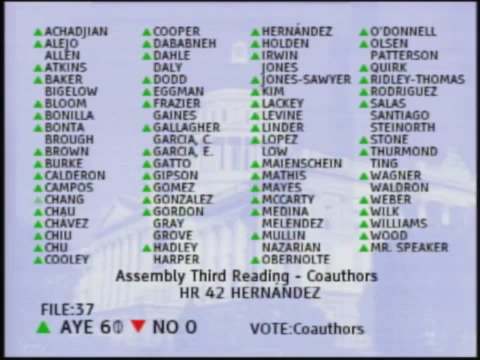 ACHADJIAN
ALEJO
ALLEN
ATKINS
BAKER
BIGELOW
BLOOM
BONILLA
BONTA
BROUGH
BROWN
BURKE
CALDERON
CAMPOS
CHANG
CHAU
CHAVEZ
CHIU
CHU
COOLEY
COOPER
DABABNEH
DAHLE
DALY
DODD
EGGMAN
FRAZIER
GAINES
GALLAGHER
GARCIA, C.
GARCIA, E.
GATTO
GIPSON
GOMEZ
GONZALEZ
GORDON
GRAY
GROVE
HADLEY
HARPER
HERNÁNDEZ
HOLDEN
IRWIN
JONES
JONES-SAWYER
KIM
LACKEY
LEVINE
LINDER
LOPEZ
LOW
MAIENSCHEIN
MATHIS
MAYES
MCCARTY
MEDINA
MELENDEZ
MULLIN
NAZARIAN
OBERNOLTE
O'DONNELL
OLSEN
PATTERSON
QUIRK
RIDLEY-THOMAS
RODRIGUEZ
SALAS
SANTIAGO
STEINORTH
STONE
THURMOND
TING
WAGNER
WALDRON
WEBER
WILK
WILLIAMS
WOOD
MR. SPEAKER
Assembly Third Reading - Coauthors
HR 42 HERNÁNDEZ
FILE:37
AYE NO 0 VOTE:Coauthors